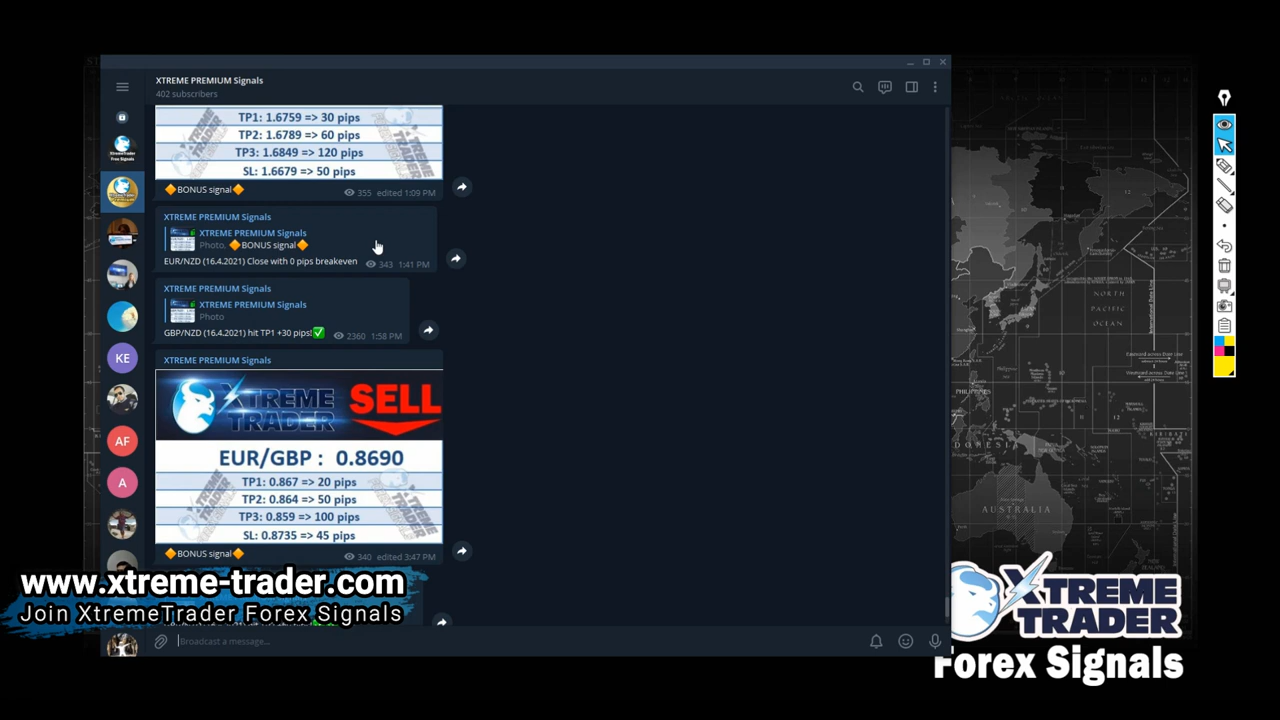 XTREME PREMIUM Signals
402 subscribers
TP1: 1.6759 => 30 pips
TP2: 1.6789 => 60 pips
TP3: 1.6849 => 120 pips
SL: 1.6679 => 50 pips
🔶BONUS signal🔶
355 edited 1:09 PM
XTREME PREMIUM Signals
XTREME PREMIUM Signals
Photo, 🔶BONUS signal🔶
EUR/NZD (16.4.2021) Close with 0 pips breakeven
343 1:41 PM
XTREME PREMIUM Signals
XTREME PREMIUM Signals
Photo
GBP/NZD (16.4.2021) hit TP1 +30 pips!✅
2360 1:58 PM
XTREME PREMIUM Signals
XTREME TRADER
SELL
EUR/GBP : 0.8690
TP1: 0.867 => 20 pips
TP2: 0.864 => 50 pips
TP3: 0.859 => 100 pips
SL: 0.8735 => 45 pips
🔶BONUS signal🔶
340 edited 3:47 PM
Broadcast a message...
KE
AF
A
www.xtreme-trader.com
Join XtremeTrader Forex Signals
NORTH
PACIFIC
OCEAN
AUSTRALIA
XTREME
TRADER
Forex Signals